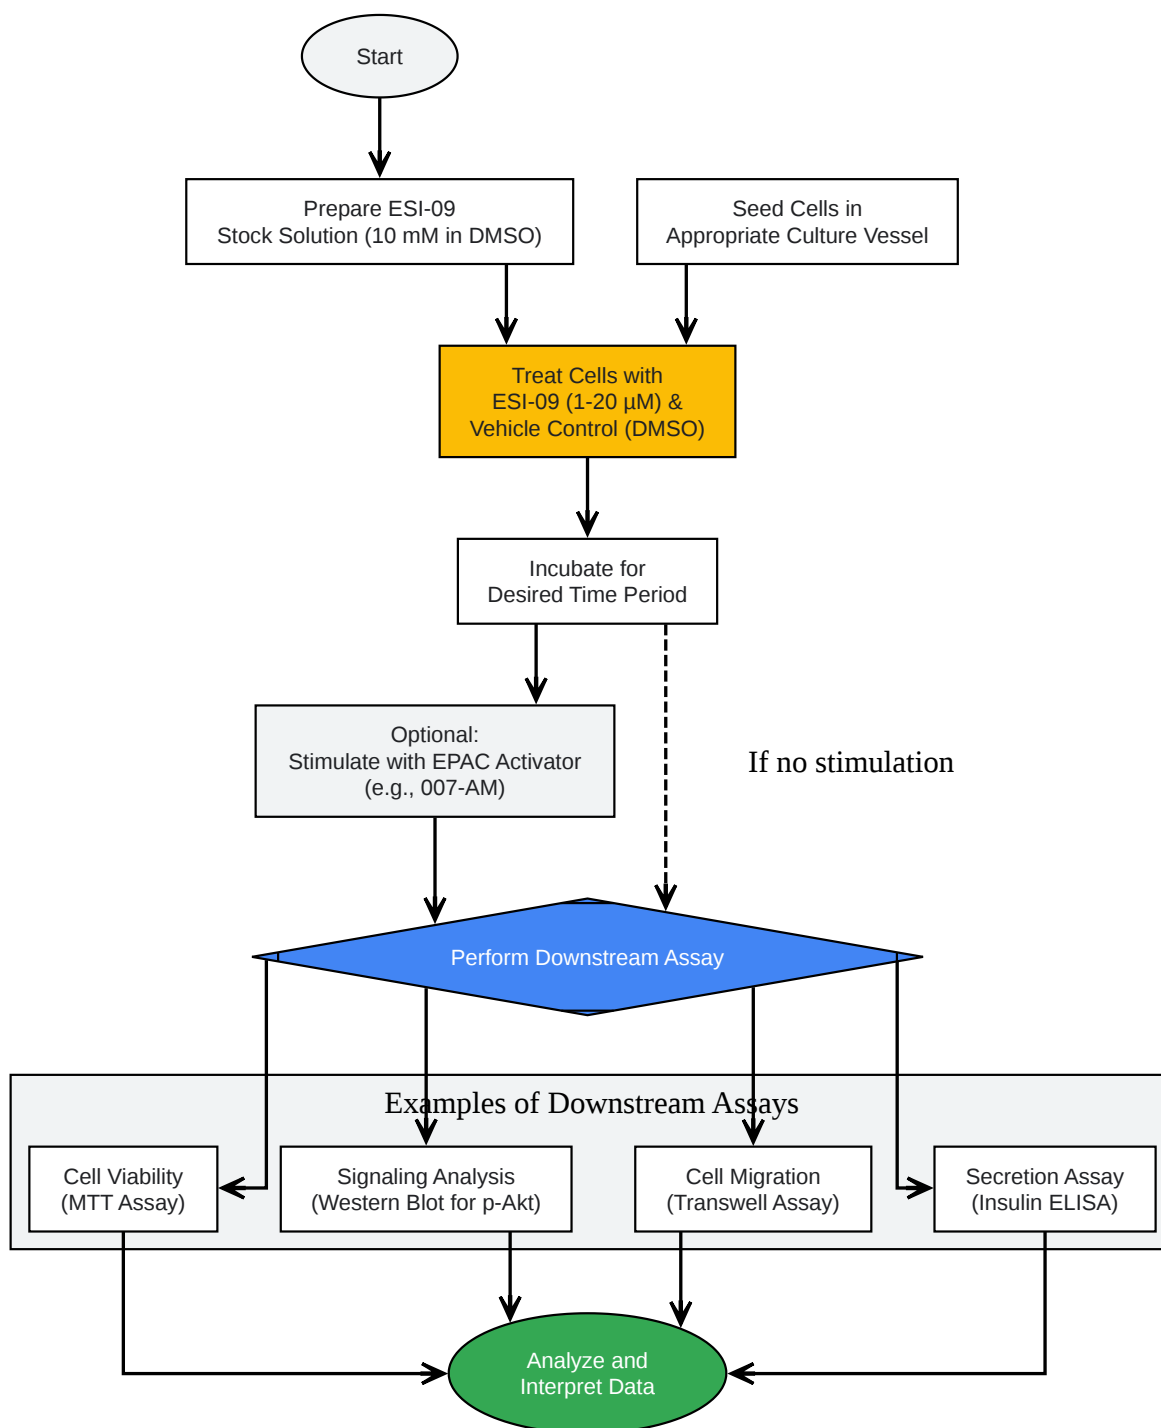 Start
Prepare ESI-09
Stock Solution (10 mM in DMSO)
Seed Cells in
Appropriate Culture Vessel
Treat Cells with
ESI-09 (1-20 µM) &
Vehicle Control (DMSO)
Incubate for
Desired Time Period
Optional:
Stimulate with EPAC Activator
(e.g., 007-AM)
If no stimulation
Perform Downstream Assay
Examples of Downstream Assays
Cell Viability
(MTT Assay)
Signaling Analysis
(Western Blot for p-Akt)
Cell Migration
(Transwell Assay)
Secretion Assay
(Insulin ELISA)
Analyze and
Interpret Data